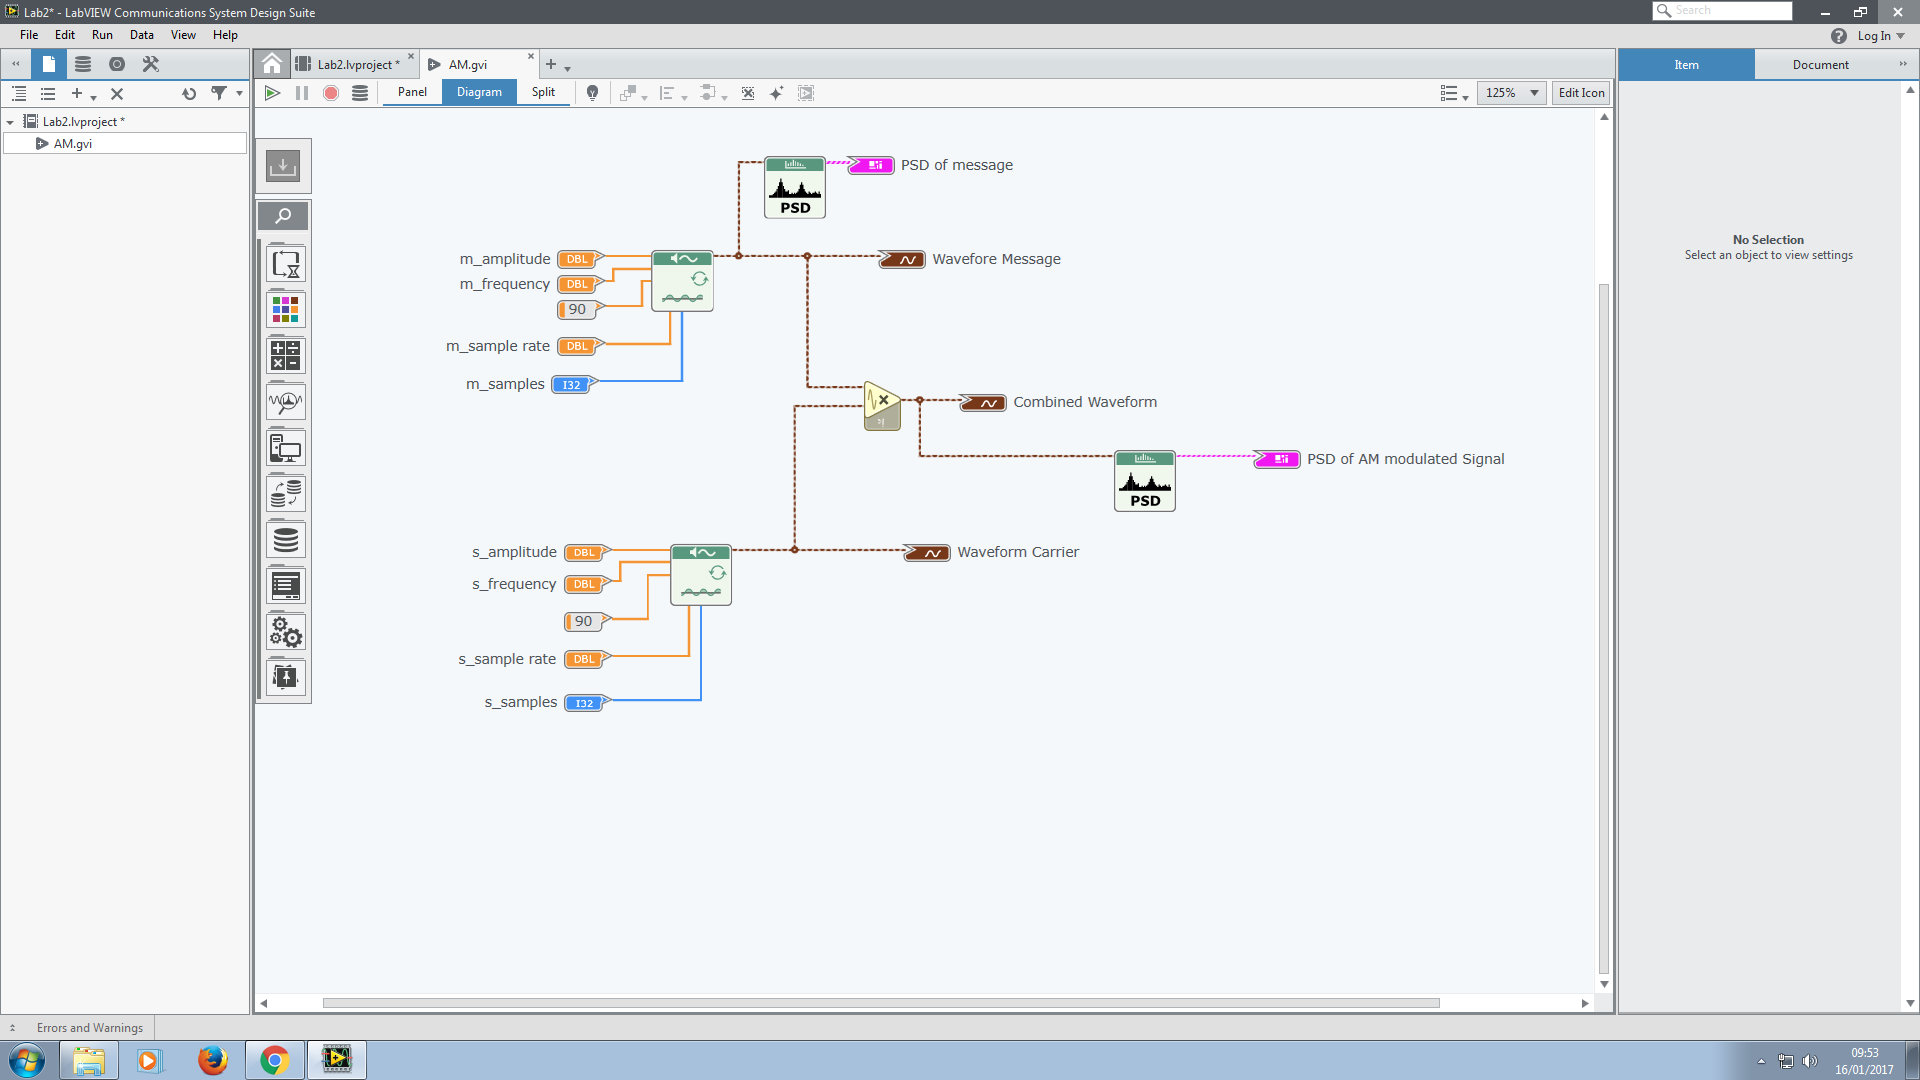 Lab2* - LabVIEW Communications System Design Suite
Search
File Edit Run Data View Help
Log In
Lab2.lvproject *
AM.gvi
Item
Document
Panel
Diagram
Split
125%
Edit Icon
Lab2.lvproject *
AM.gvi
No Selection
Select an object to view settings
PSD
PSD of message
m_amplitude
DBL
Wavefore Message
m_frequency
DBL
90
m_sample rate
DBL
m_samples
I32
Combined Waveform
PSD
PSD of AM modulated Signal
s_amplitude
DBL
Waveform Carrier
s_frequency
DBL
90
s_sample rate
DBL
s_samples
I32
Errors and Warnings
09:53
16/01/2017